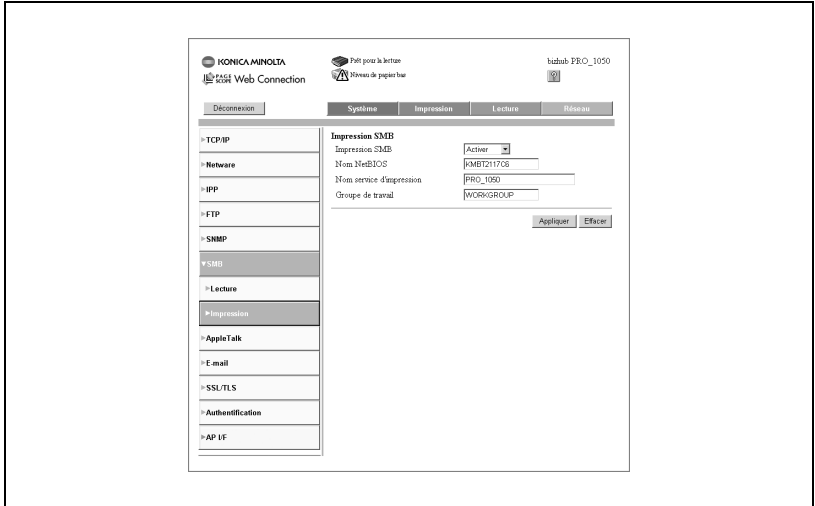 KONICA MINOLTA
PAGE SCOPE Web Connection
Prêt pour la lecture
Niveau de papier bas
bizhub PRO_1050
?
Déconnexion
Système Impression Lecture Réseau
TCP/IP
Netware
IPP
FTP
SNMP
SMB
Lecture
Impression
AppleTalk
E-mail
SSL/TLS
Authentification
AP I/F
Impression SMB
Impression SMB Activer
Nom NetBIOS KMBT2117C6
Nom service d'impression PRO_1050
Groupe de travail WORKGROUP
Appliquer Effacer